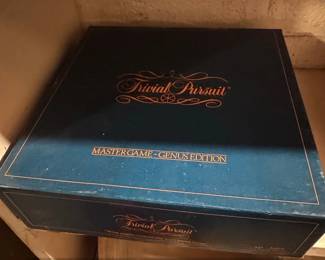 Trivial Pursuit
MASTER GAME - GENUS EDITION
Trivial Pursuit